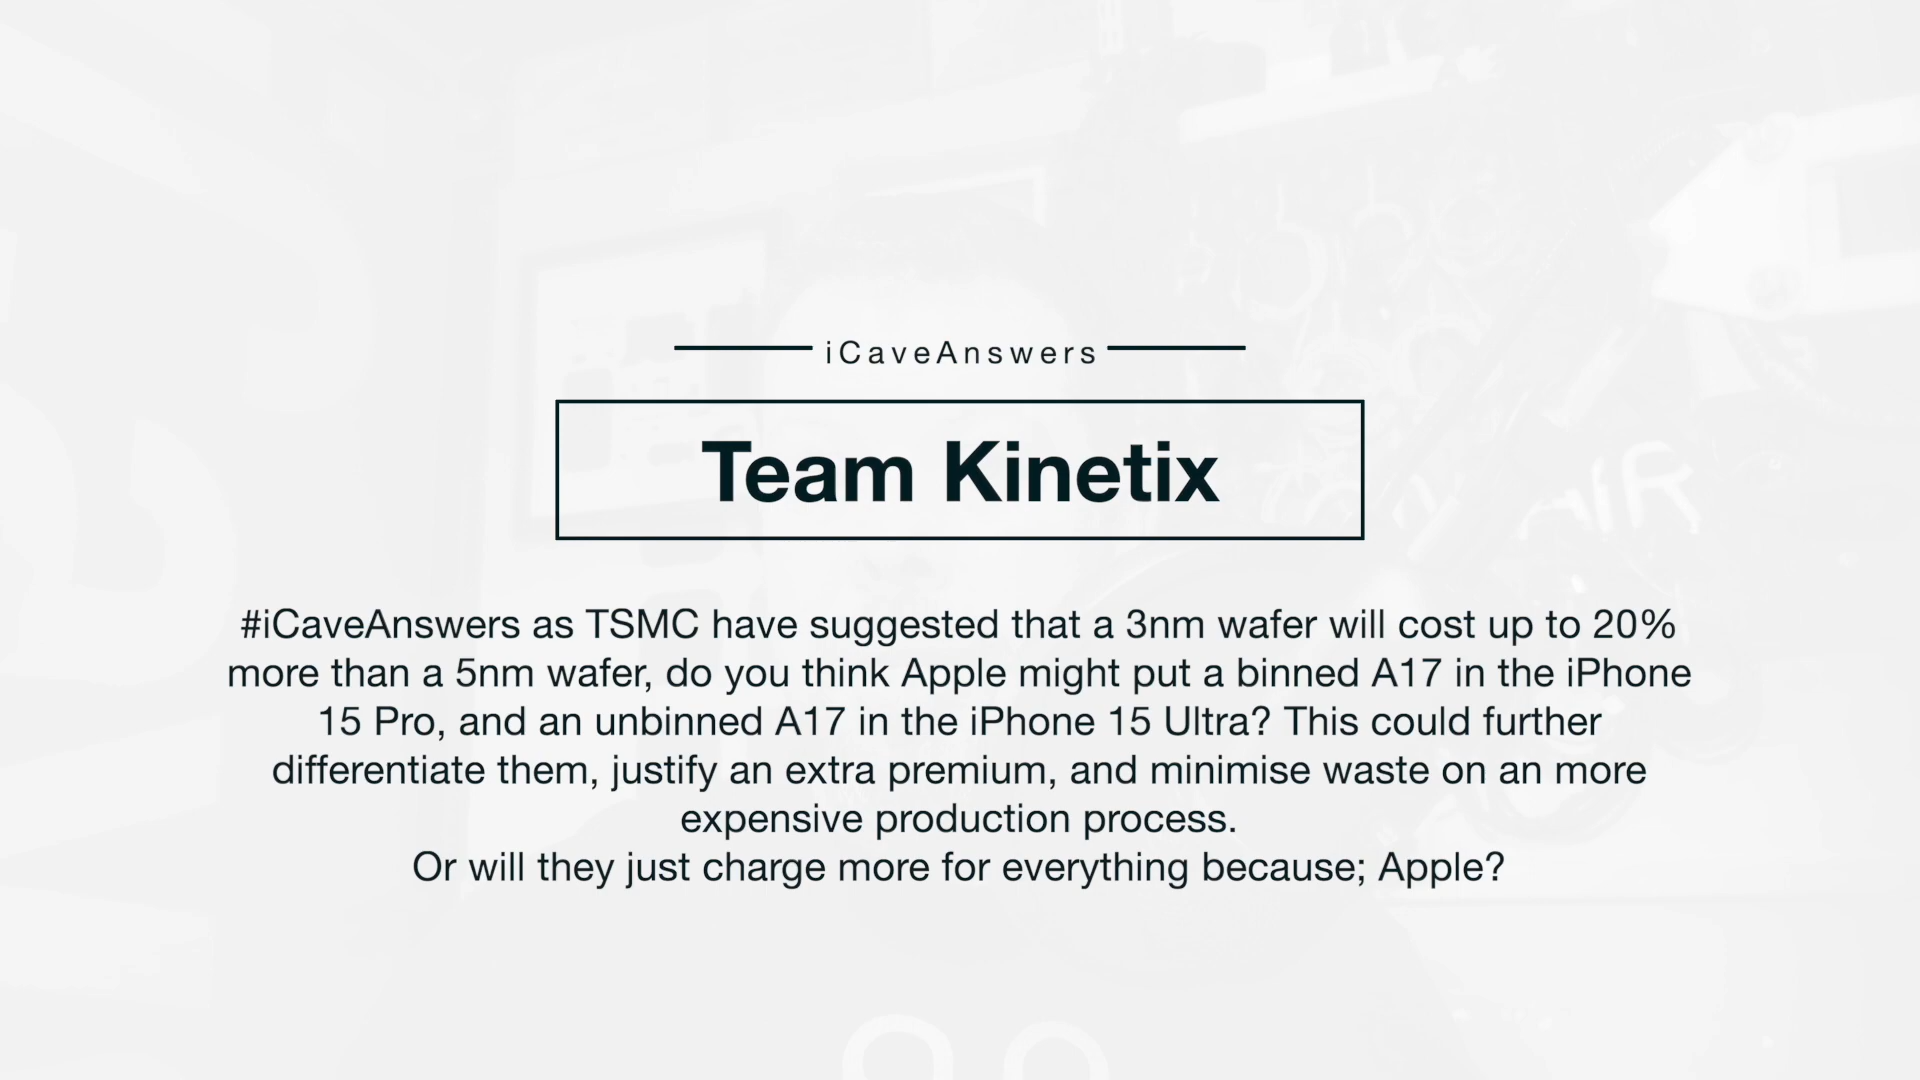 iCaveAnswers
Team Kinetix
#iCaveAnswers as TSMC have suggested that a 3nm wafer will cost up to 20%
more than a 5nm wafer, do you think Apple might put a binned A17 in the iPhone
15 Pro, and an unbinned A17 in the iPhone 15 Ultra? This could further
differentiate them, justify an extra premium, and minimise waste on an more
expensive production process.
Or will they just charge more for everything because; Apple?